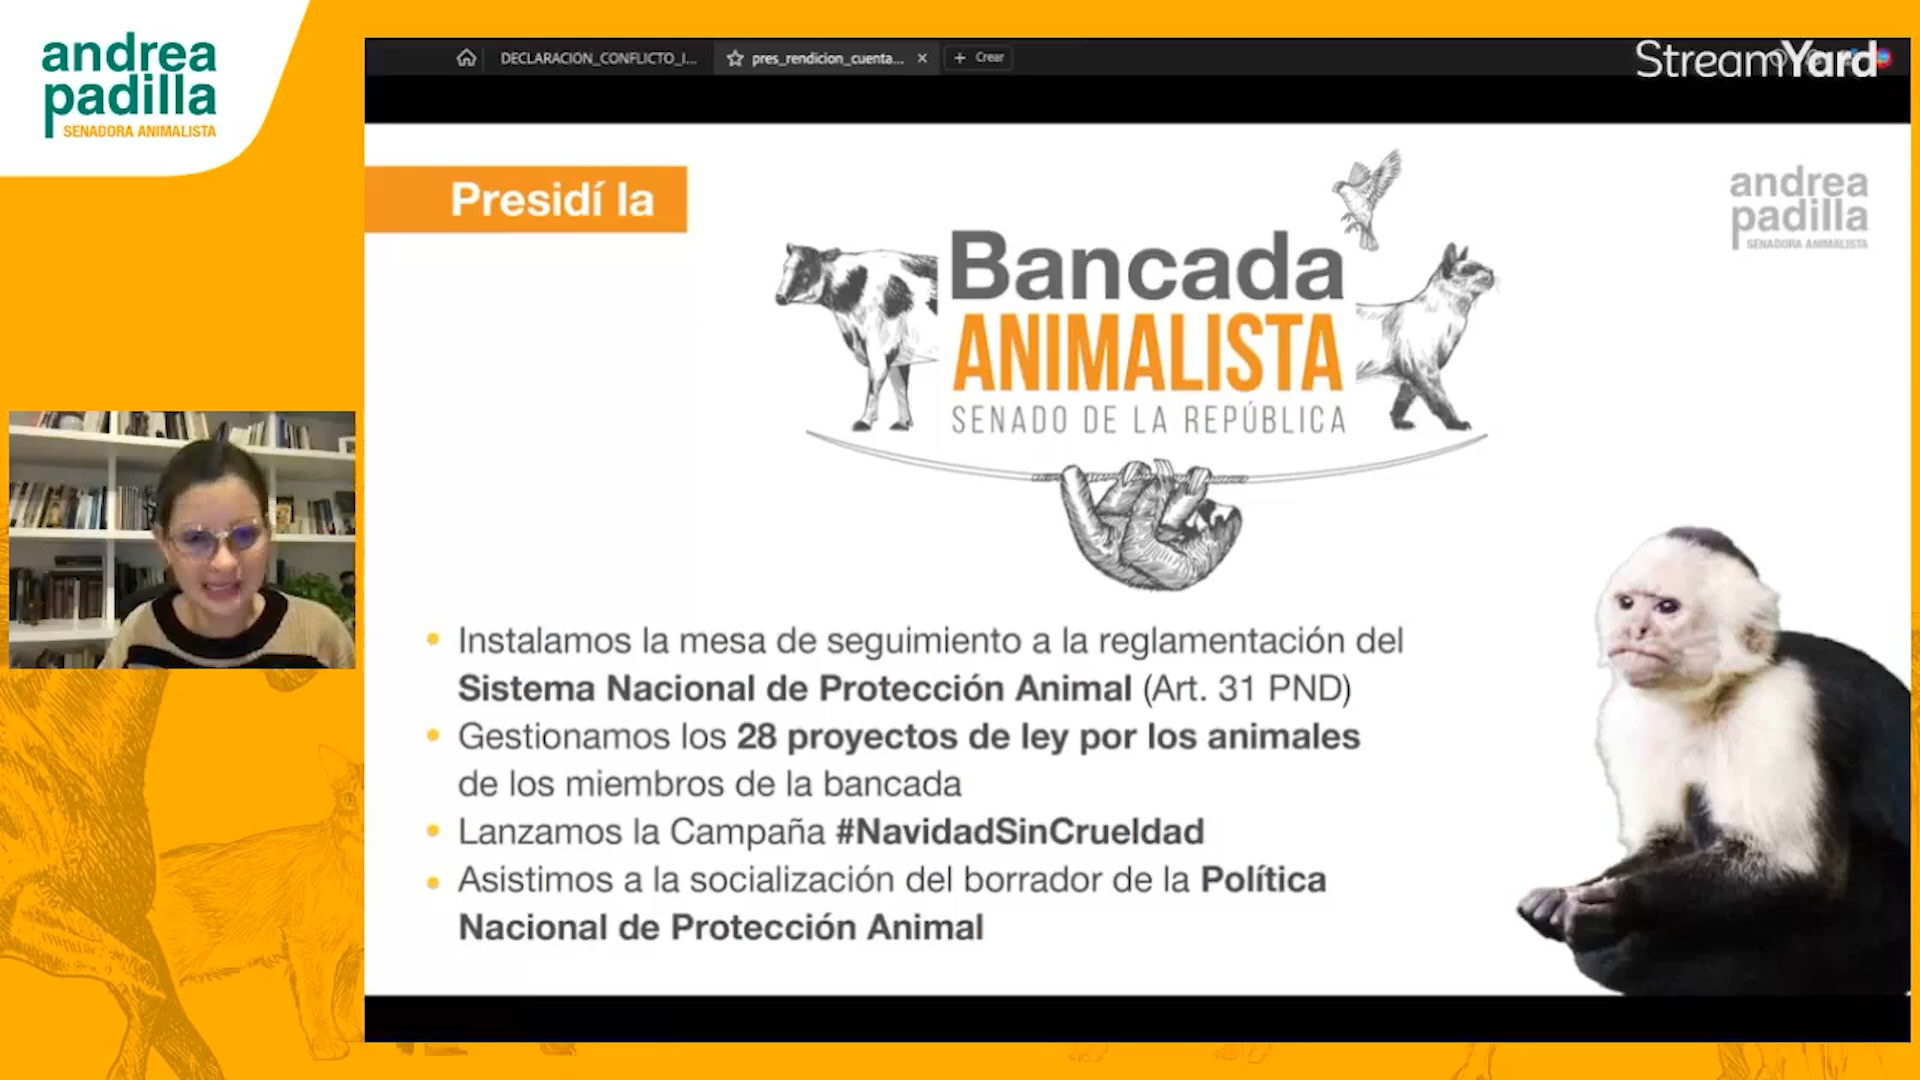 andrea
padilla
SENADORA ANIMALISTA
DECLARACION_CONFLICTO_I...
pres_rendicion_cuenta...
+ Crear
StreamYard
Presidí la
andrea
padilla
SENADORA ANIMALISTA
Bancada
ANIMALISTA
SENADO DE LA REPÚBLICA
• Instalamos la mesa de seguimiento a la reglamentación del
Sistema Nacional de Protección Animal (Art. 31 PND)
• Gestionamos los 28 proyectos de ley por los animales
de los miembros de la bancada
• Lanzamos la Campaña #NavidadSinCrueldad
• Asistimos a la socialización del borrador de la Política
Nacional de Protección Animal